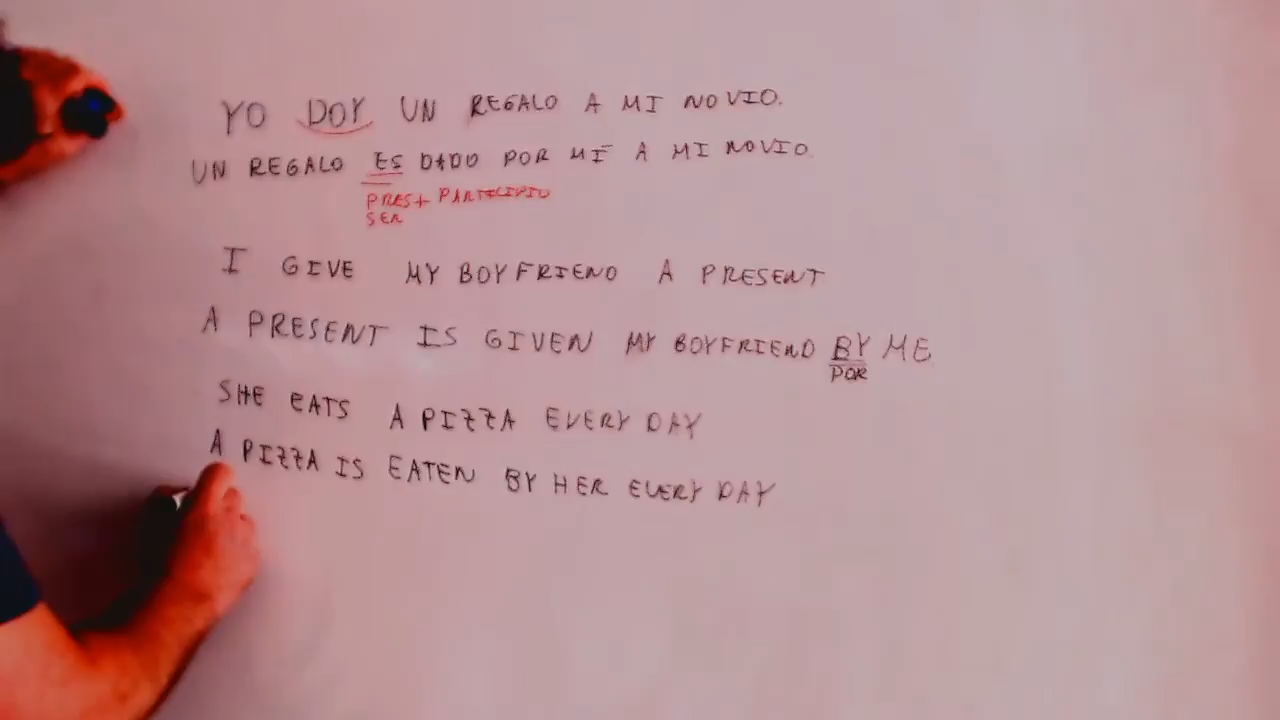 YO DOY UN REGALO A MI NOVIO.
UN REGALO ES DADO POR MÍ A MI NOVIO.
PRES + PARTICIPIO
SER
I GIVE MY BOYFRIEND A PRESENT
A PRESENT IS GIVEN MY BOYFRIEND BY ME.
POR
SHE EATS A PIZZA EVERY DAY
A PIZZA IS EATEN BY HER EVERY DAY